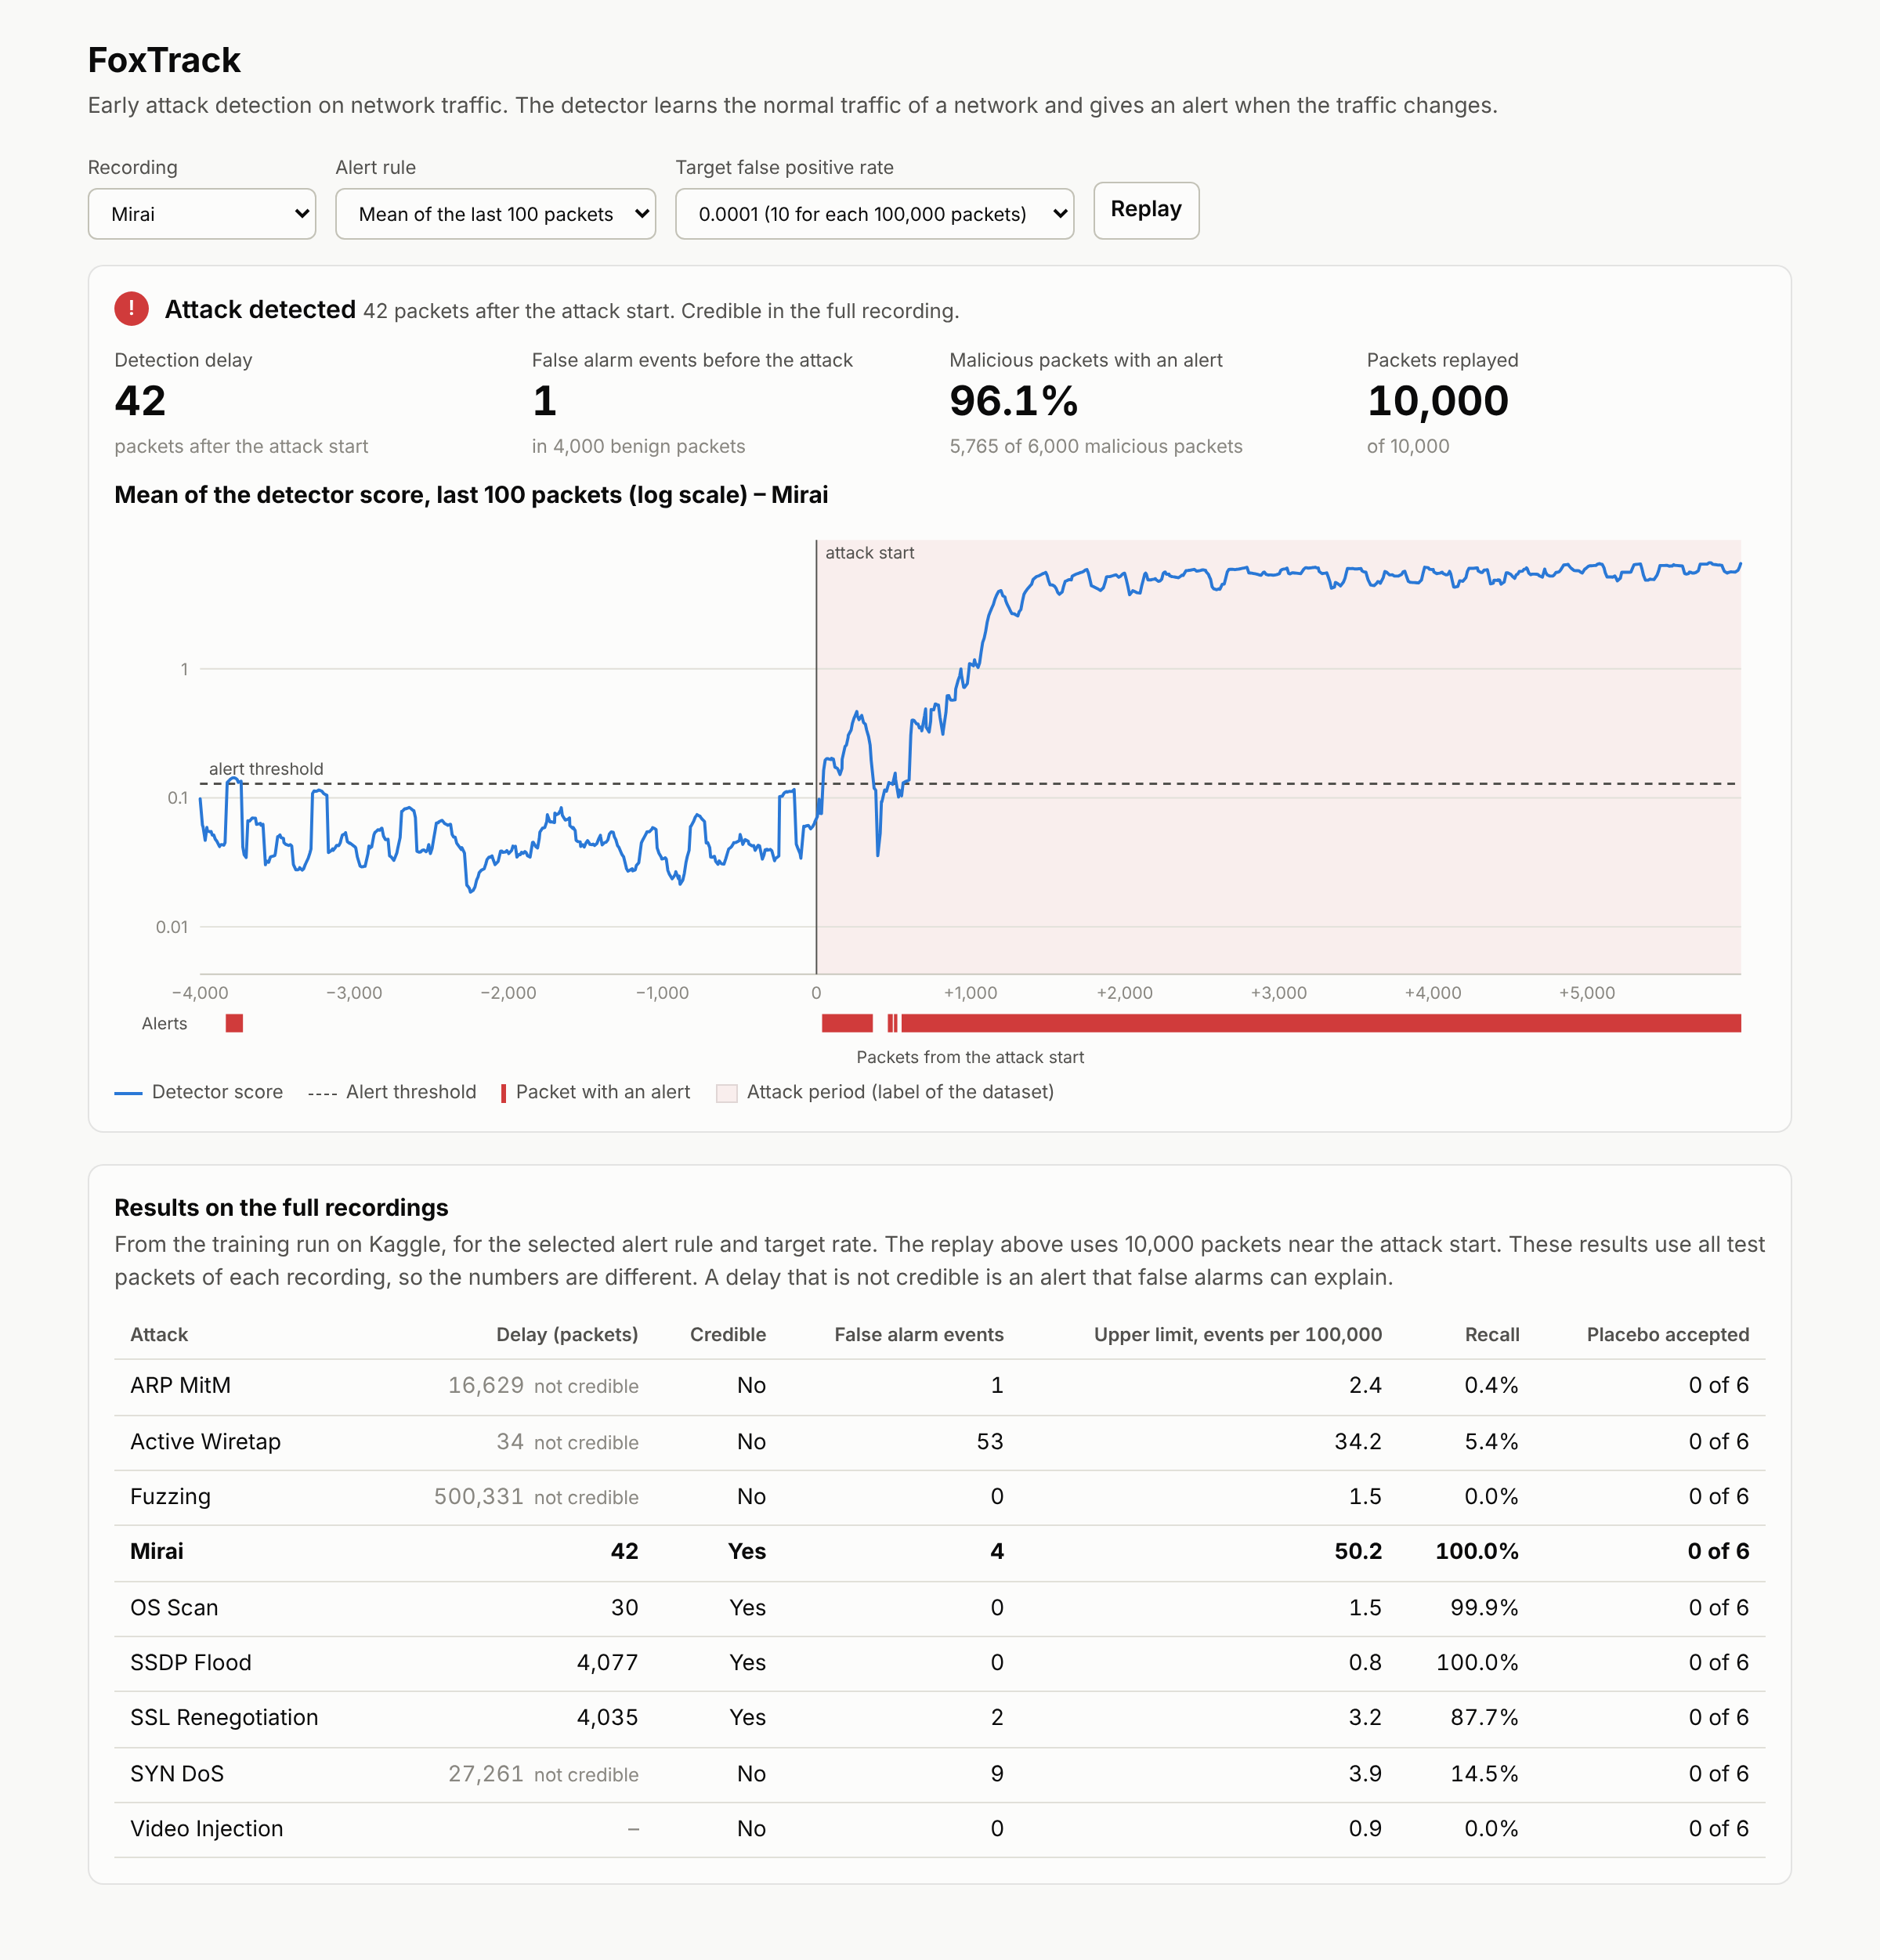 FoxTrack
Early attack detection on network traffic. The detector learns the normal traffic of a network and gives an alert when the traffic changes.
Recording Alert rule Target false positive rate
Mirai Mean of the last 100 packets 0.0001 (10 for each 100,000 packets) Replay
! Attack detected 42 packets after the attack start. Credible in the full recording.
Detection delay False alarm events before the attack Malicious packets with an alert Packets replayed
42 1 96.1% 10,000
packets after the attack start in 4,000 benign packets 5,765 of 6,000 malicious packets of 10,000
Mean of the detector score, last 100 packets (log scale) – Mirai
attack start
1
alert threshold
0.1
0.01
−4,000 −3,000 −2,000 −1,000 0 +1,000 +2,000 +3,000 +4,000 +5,000
Alerts
Packets from the attack start
Detector score Alert threshold Packet with an alert Attack period (label of the dataset)
Results on the full recordings
From the training run on Kaggle, for the selected alert rule and target rate. The replay above uses 10,000 packets near the attack start. These results use all test
packets of each recording, so the numbers are different. A delay that is not credible is an alert that false alarms can explain.
Attack Delay (packets) Credible False alarm events Upper limit, events per 100,000 Recall Placebo accepted
ARP MitM 16,629 not credible No 1 2.4 0.4% 0 of 6
Active Wiretap 34 not credible No 53 34.2 5.4% 0 of 6
Fuzzing 500,331 not credible No 0 1.5 0.0% 0 of 6
Mirai 42 Yes 4 50.2 100.0% 0 of 6
OS Scan 30 Yes 0 1.5 99.9% 0 of 6
SSDP Flood 4,077 Yes 0 0.8 100.0% 0 of 6
SSL Renegotiation 4,035 Yes 2 3.2 87.7% 0 of 6
SYN DoS 27,261 not credible No 9 3.9 14.5% 0 of 6
Video Injection – No 0 0.9 0.0% 0 of 6